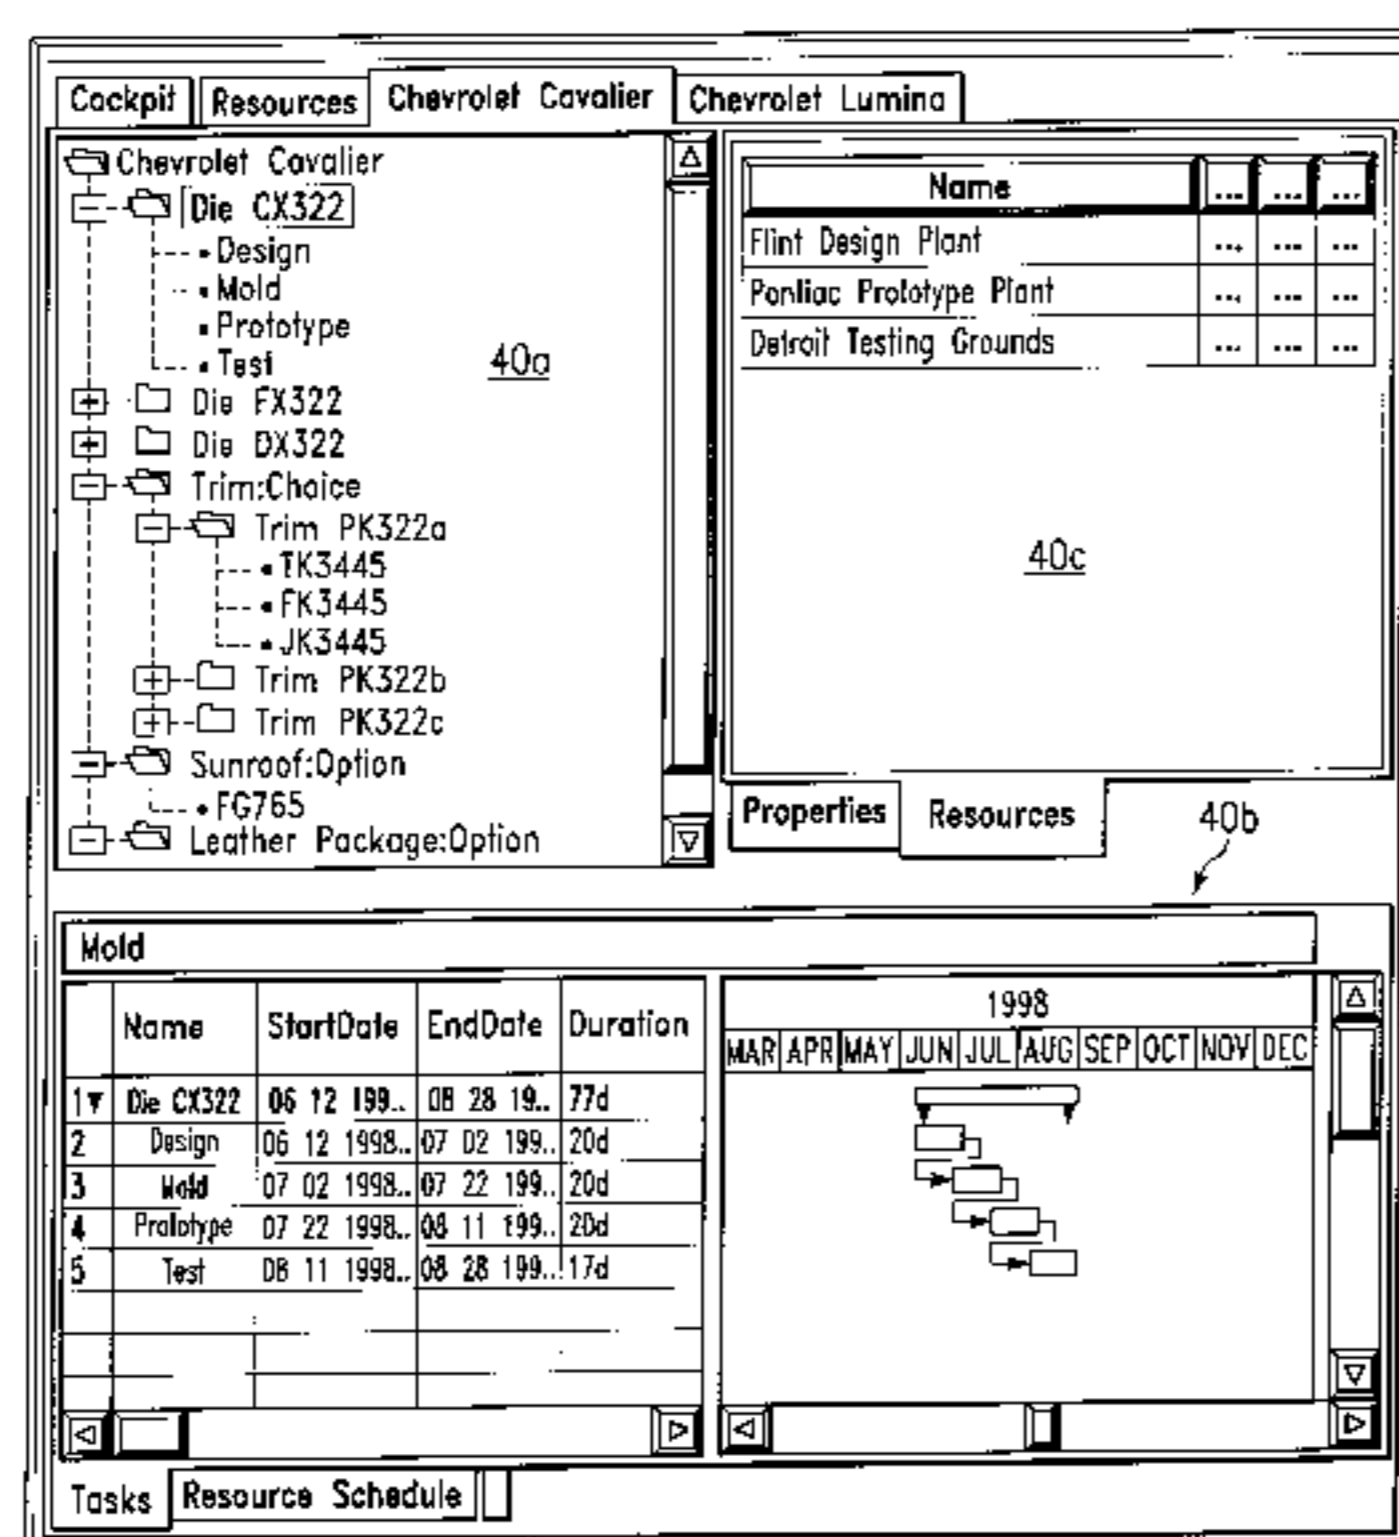 Cockpit Resources Chevrolet Cavalier Chevrolet Lumina
Chevrolet Cavalier
Die CX322
Design
Mold
Prototype
Test
Die FX322
Die DX322
Trim:Choice
Trim PK322a
TK3445
FK3445
JK3445
Trim PK322b
Trim PK322c
Sunroof:Option
FG765
Leather Package:Option
40a
Name ... ... ...
Flint Design Plant ... ... ...
Pontiac Prototype Plant ... ... ...
Detroit Testing Grounds ... ... ...
40c
Properties Resources
40b
Mold
Name StartDate EndDate Duration
1 Die CX322 06 12 199.. 08 28 19.. 77d
2 Design 06 12 1998.. 07 02 199.. 20d
3 Mold 07 02 1998.. 07 22 199.. 20d
4 Prototype 07 22 1998.. 08 11 199.. 20d
5 Test 08 11 1998.. 08 28 199... 17d
1998
MAR APR MAY JUN JUL AUG SEP OCT NOV DEC
Tasks Resource Schedule